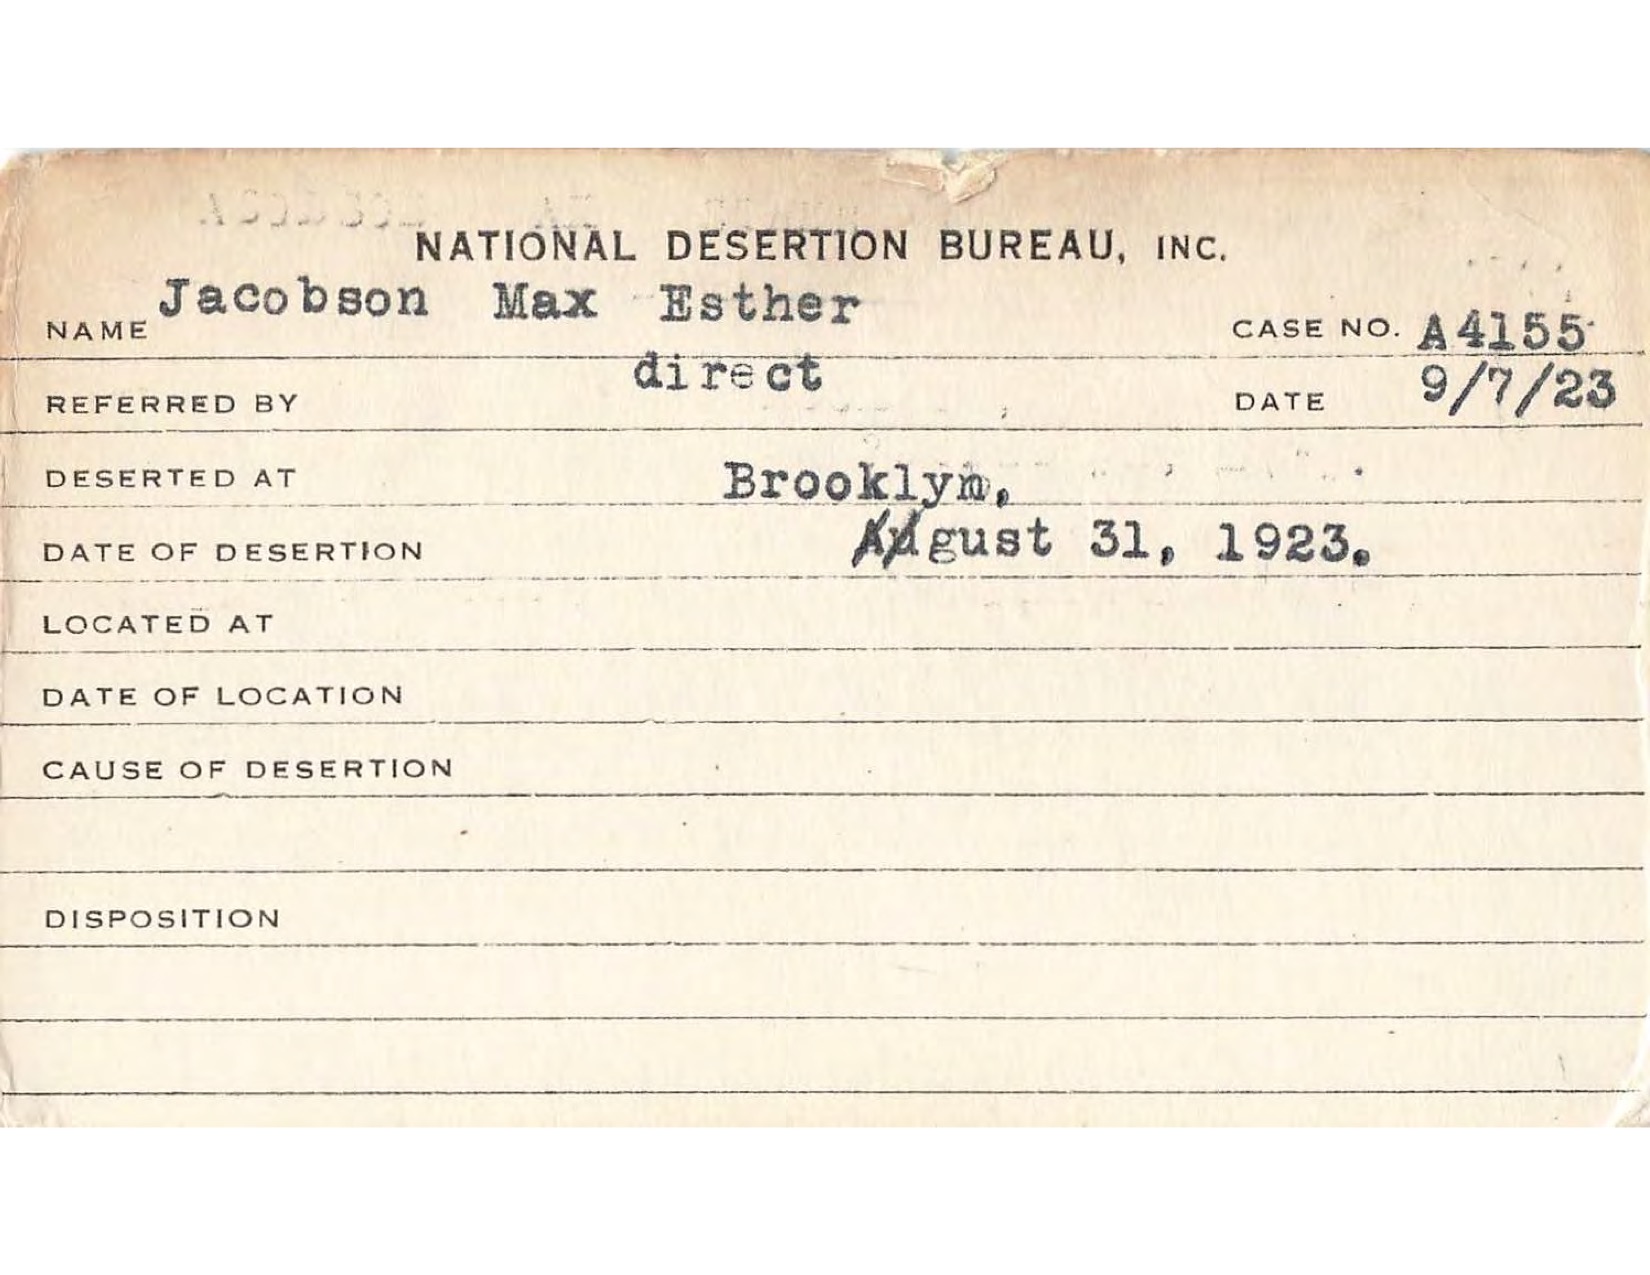 NATIONAL DESERTION BUREAU, INC.
NAME Jacobson Max Esther CASE NO. A4155
REFERRED BY direct DATE 9/7/23
DESERTED AT Brooklyn,
DATE OF DESERTION August 31, 1923.
LOCATED AT
DATE OF LOCATION
CAUSE OF DESERTION
DISPOSITION